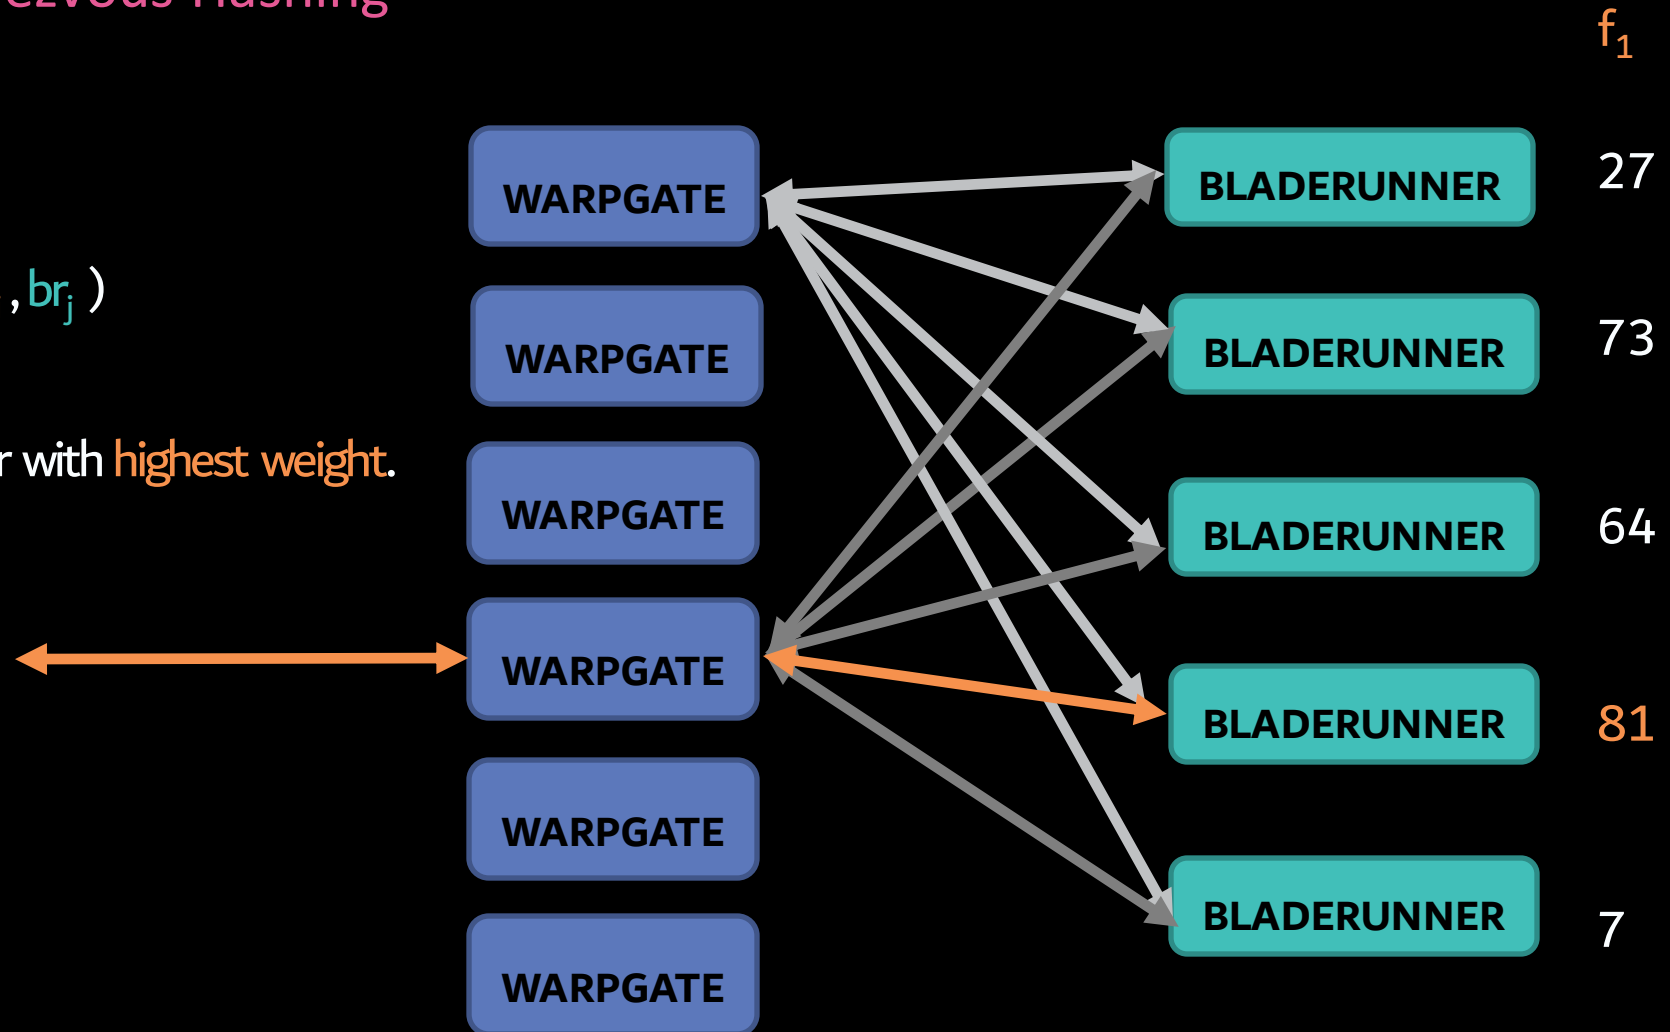 Hashing
f1
WARPGATE
BLADERUNNER
27
, brj )
WARPGATE
BLADERUNNER
73
with highest weight.
WARPGATE
BLADERUNNER
64
WARPGATE
BLADERUNNER
81
WARPGATE
BLADERUNNER
7
WARPGATE